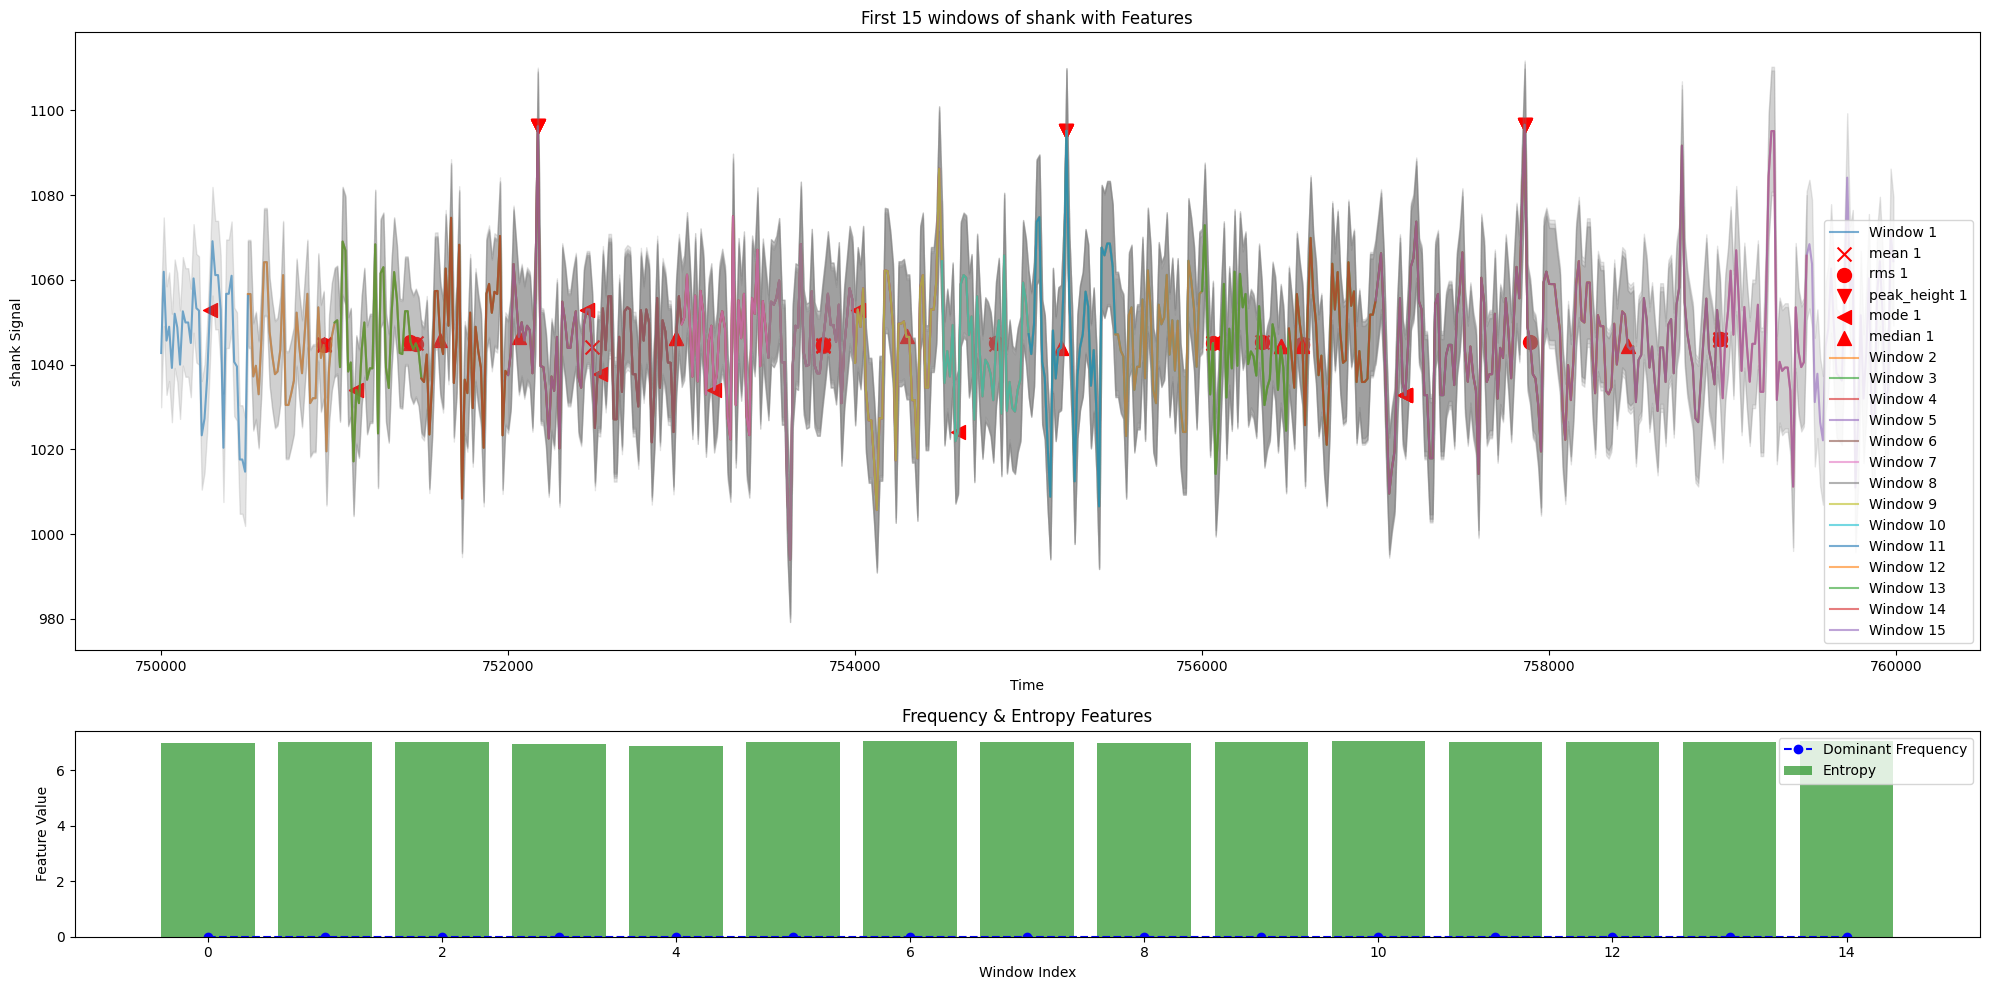 First 15 windows of shank with Features
shank Signal
1100
1080
1060
1040
1020
1000
980
750000 752000 754000 756000 758000 760000
Time
Window 1
mean 1
rms 1
peak_height 1
mode 1
median 1
Window 2
Window 3
Window 4
Window 5
Window 6
Window 7
Window 8
Window 9
Window 10
Window 11
Window 12
Window 13
Window 14
Window 15
Frequency & Entropy Features
Feature Value
6
4
2
0
0 2 4 6 8 10 12 14
Window Index
Dominant Frequency
Entropy